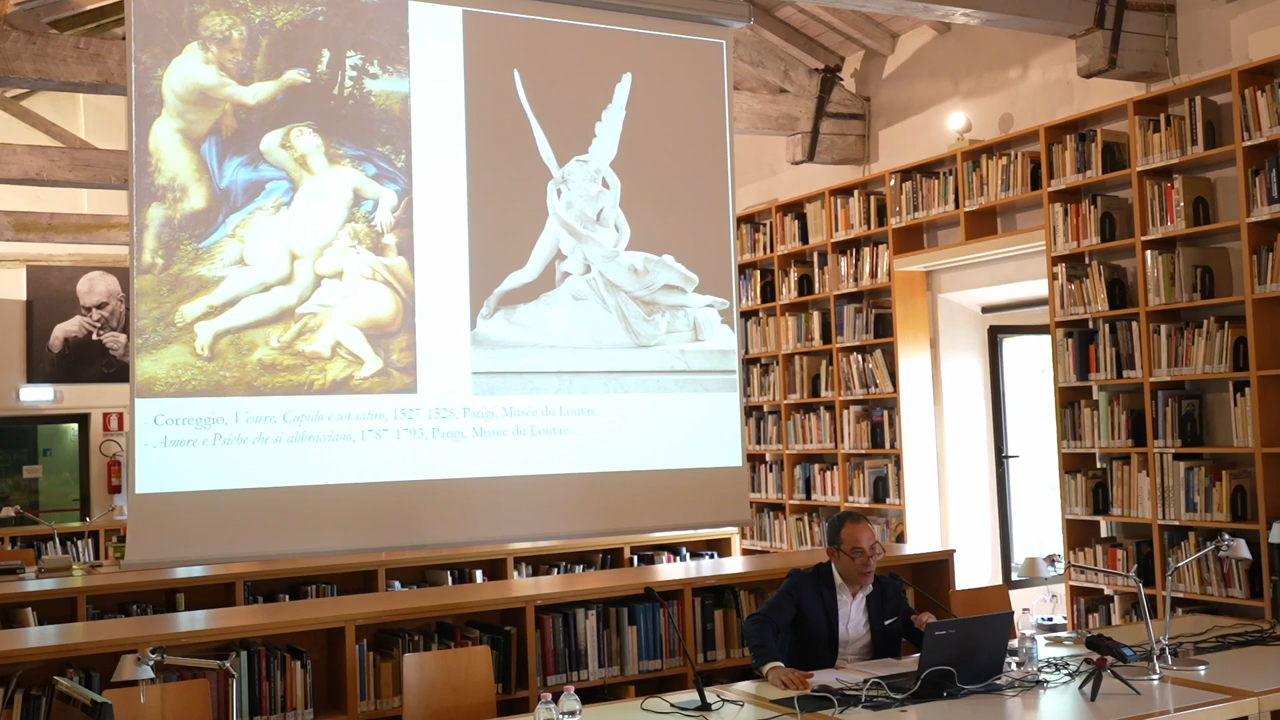 - Correggio, Venere, Cupido e un satiro, 1527-1528, Parigi, Musée du Louvre.
- Amore e Psiche che si abbracciano, 1787-1793, Parigi, Musée du Louvre.